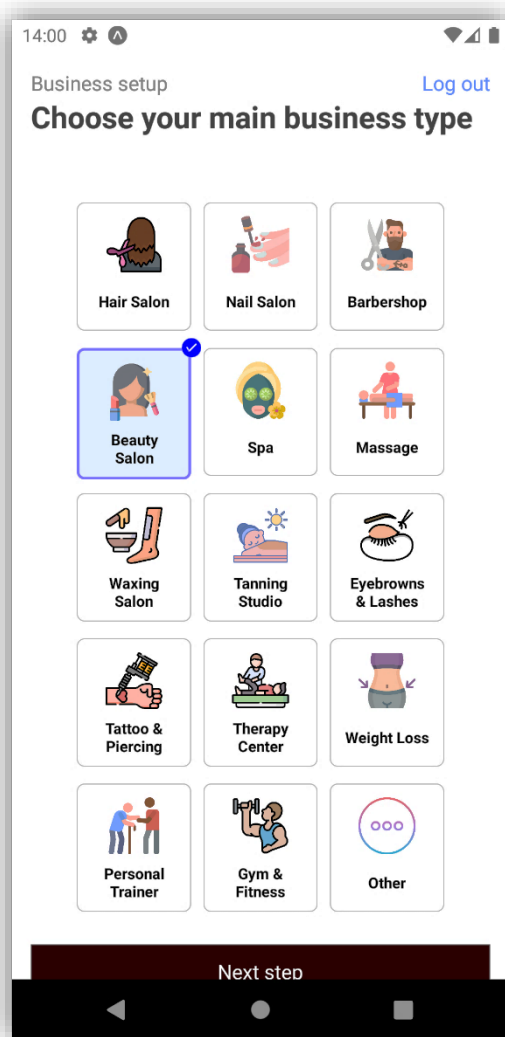 14:00
Business setup
Log out
Choose your main business type
Hair Salon
Nail Salon
Barbershop
Beauty
Salon
Spa
Massage
Waxing
Salon
Tanning
Studio
Eyebrowns
& Lashes
Tattoo &
Piercing
Therapy
Center
Weight Loss
Personal
Trainer
Gym &
Fitness
Other
Next step